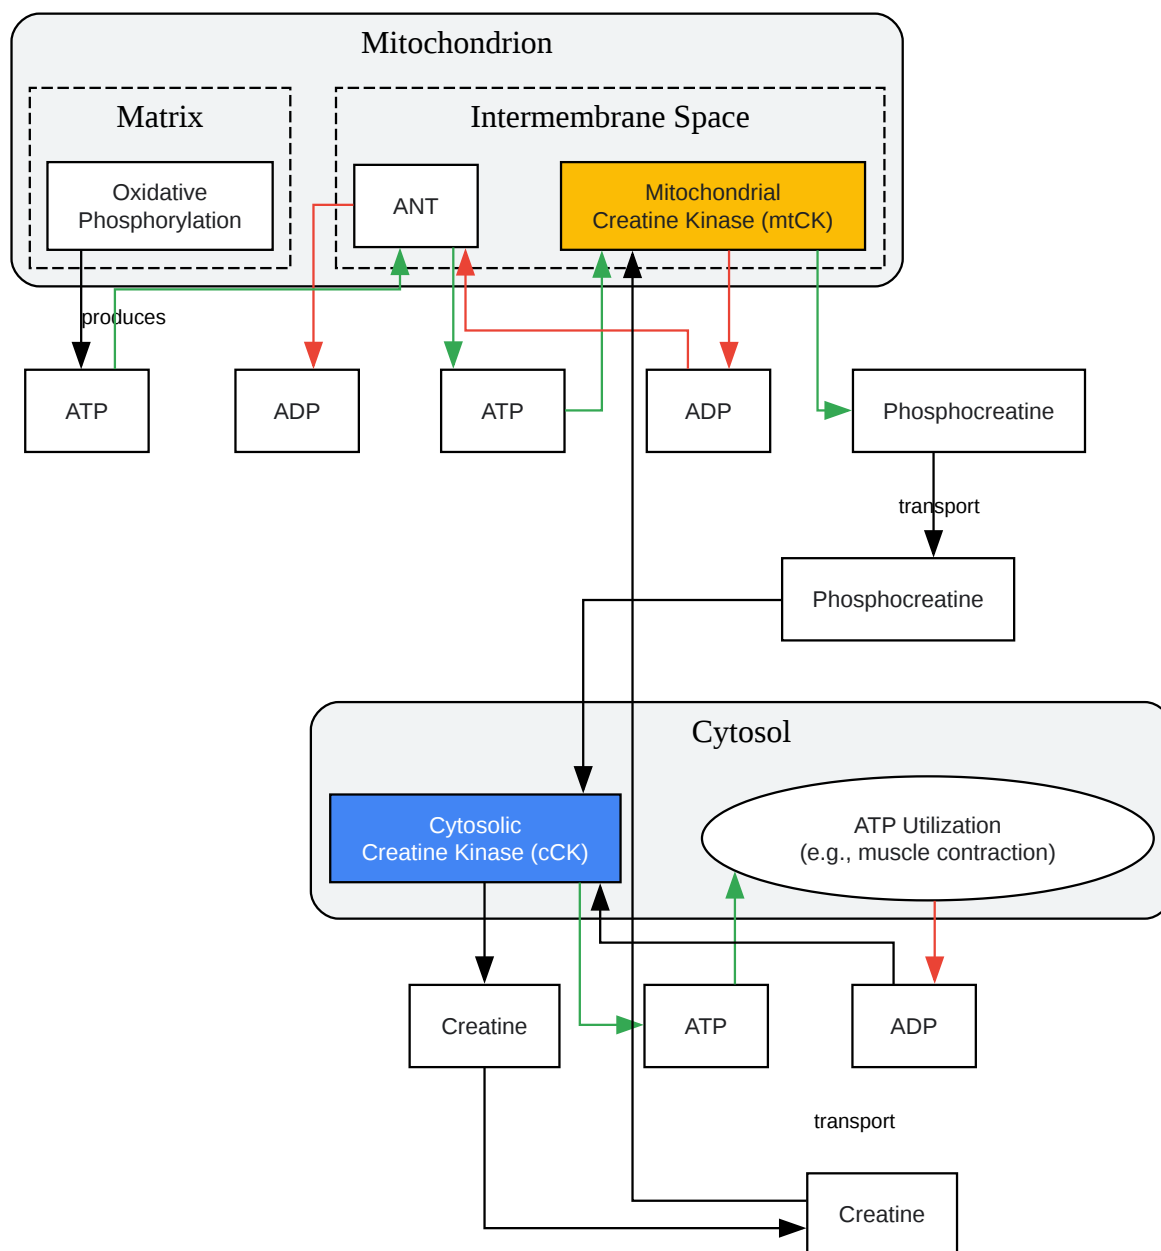 Mitochondrion
Matrix
Intermembrane Space
Oxidative
Phosphorylation
ANT
Mitochondrial
Creatine Kinase (mtCK)
produces
ATP
ADP
ATP
ADP
Phosphocreatine
transport
Phosphocreatine
Cytosol
Cytosolic
Creatine Kinase (cCK)
ATP Utilization
(e.g., muscle contraction)
Creatine
ATP
ADP
transport
Creatine